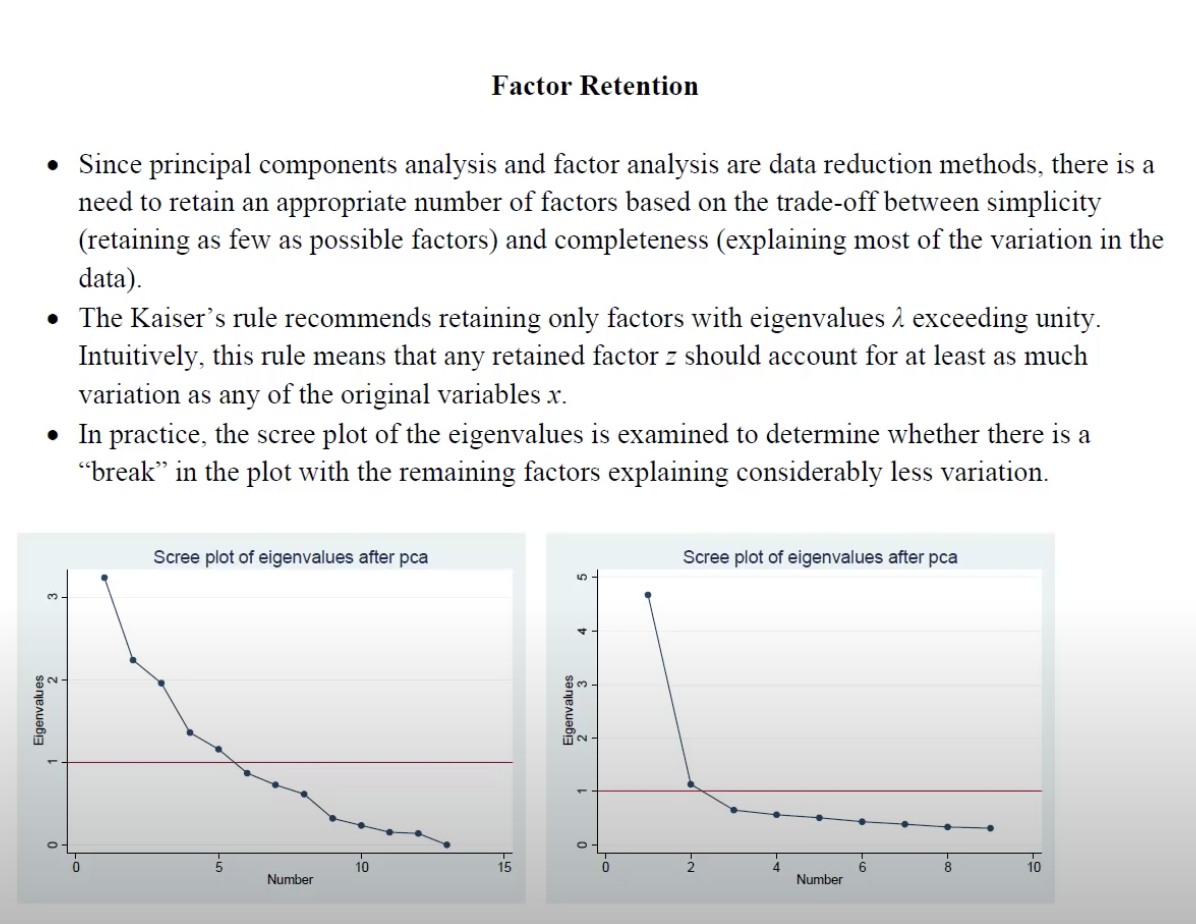 Factor Retention
• Since principal components analysis and factor analysis are data reduction methods, there is a
need to retain an appropriate number of factors based on the trade-off between simplicity
(retaining as few as possible factors) and completeness (explaining most of the variation in the
data).
• The Kaiser’s rule recommends retaining only factors with eigenvalues λ exceeding unity.
Intuitively, this rule means that any retained factor z should account for at least as much
variation as any of the original variables x.
• In practice, the scree plot of the eigenvalues is examined to determine whether there is a
“break” in the plot with the remaining factors explaining considerably less variation.
Scree plot of eigenvalues after pca
Eigenvalues
3
2
1
0
0 5 10 15
Number
Scree plot of eigenvalues after pca
Eigenvalues
5
4
3
2
1
0
0 2 4 6 8 10
Number